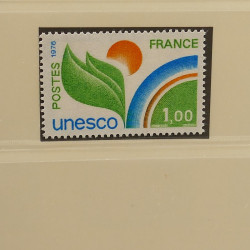 POSTES 1976
FRANCE
unesco
1,00